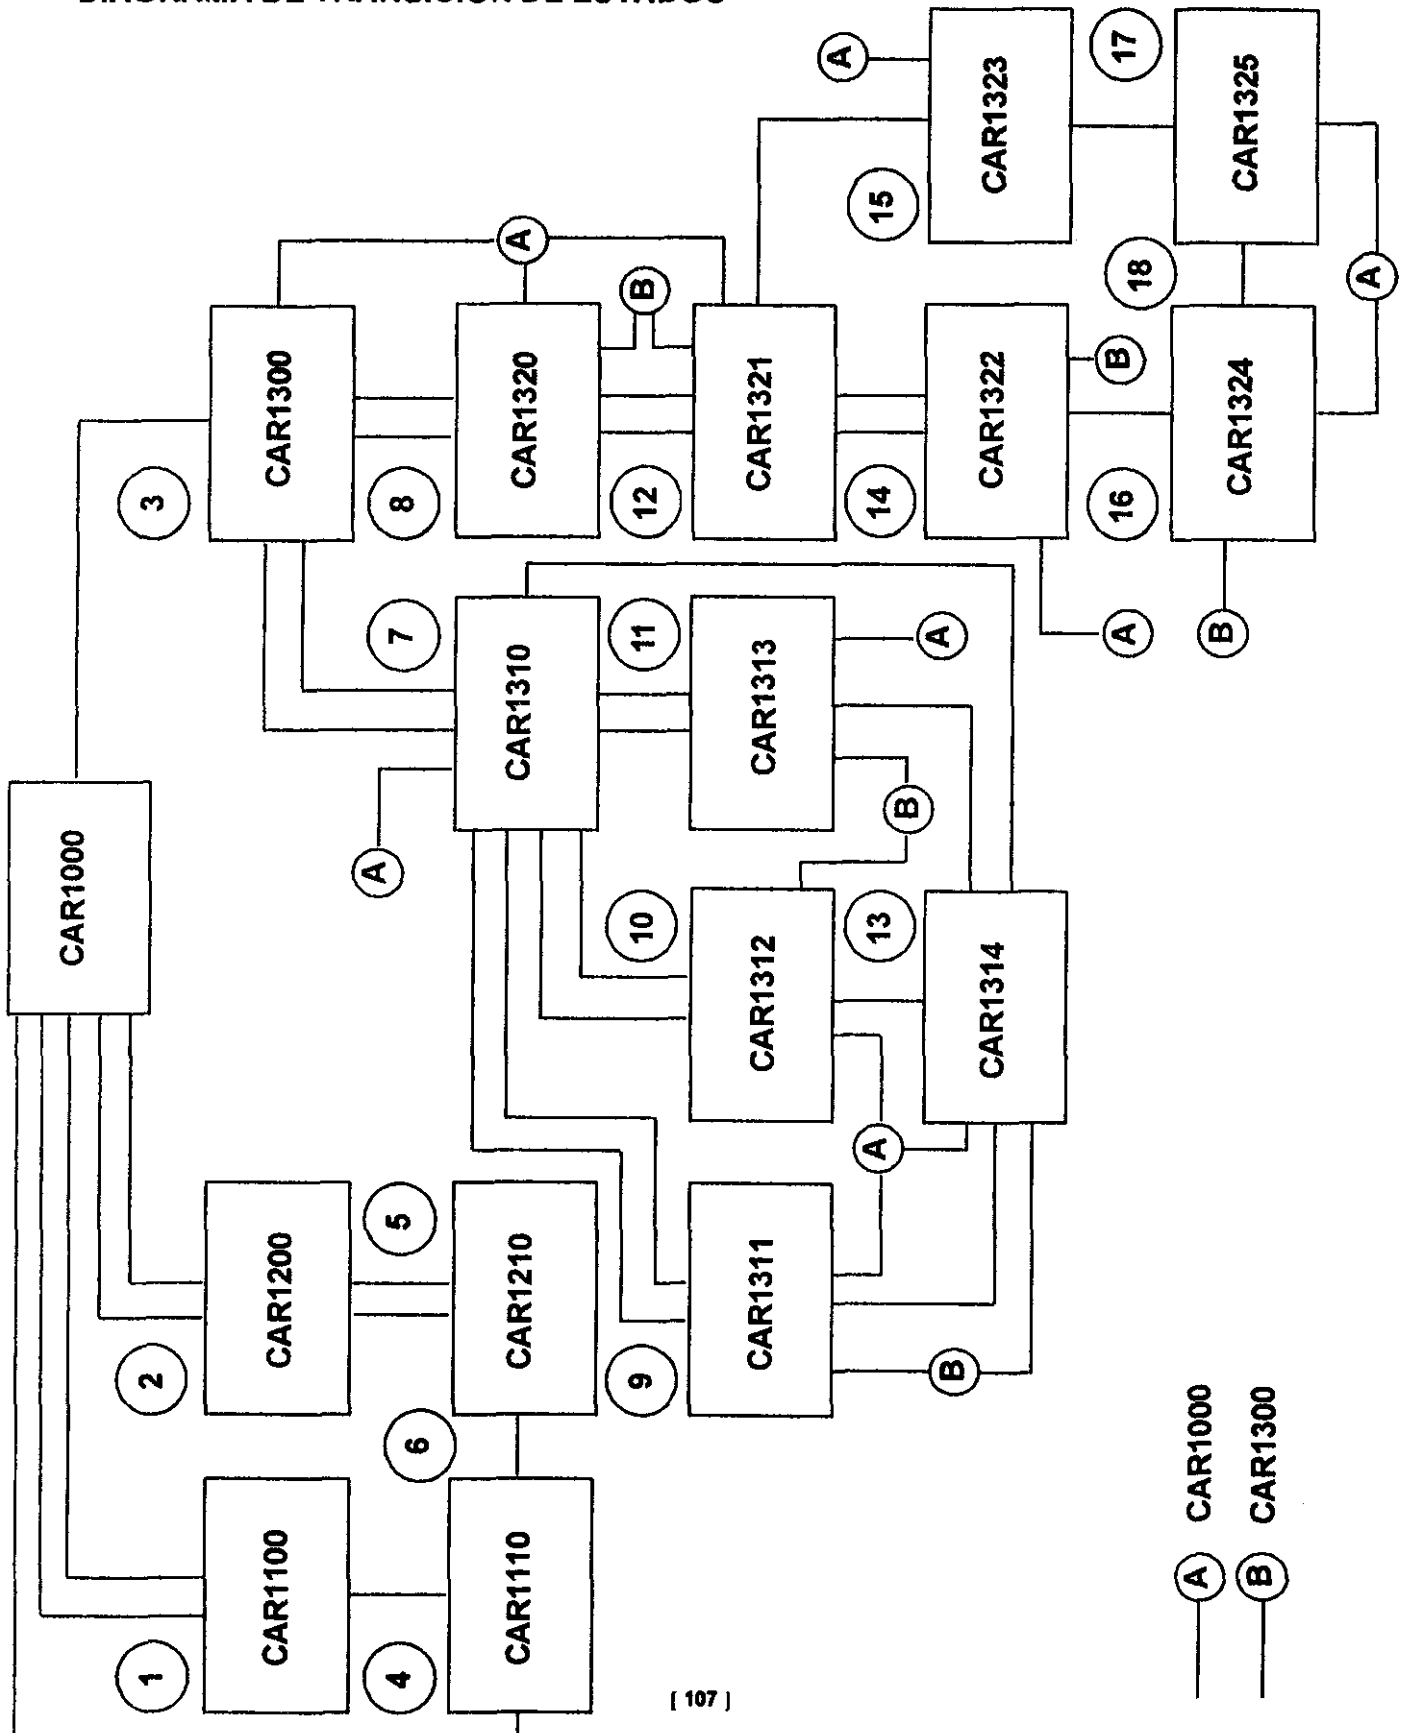 DIAGRAMA DE TRANSICION DE ESTADOS
CAR1000
1
2
3
CAR1100
CAR1200
CAR1300
4
6
5
A
7
8
CAR1110
CAR1210
CAR1310
CAR1320
A
9
10
11
12
B
CAR1311
CAR1312
CAR1313
CAR1321
A
13
B
14
15
A
B
A
CAR1314
CAR1322
CAR1323
A
16
B
18
17
B
CAR1324
CAR1325
A
A CAR1000
B CAR1300
[ 107 ]